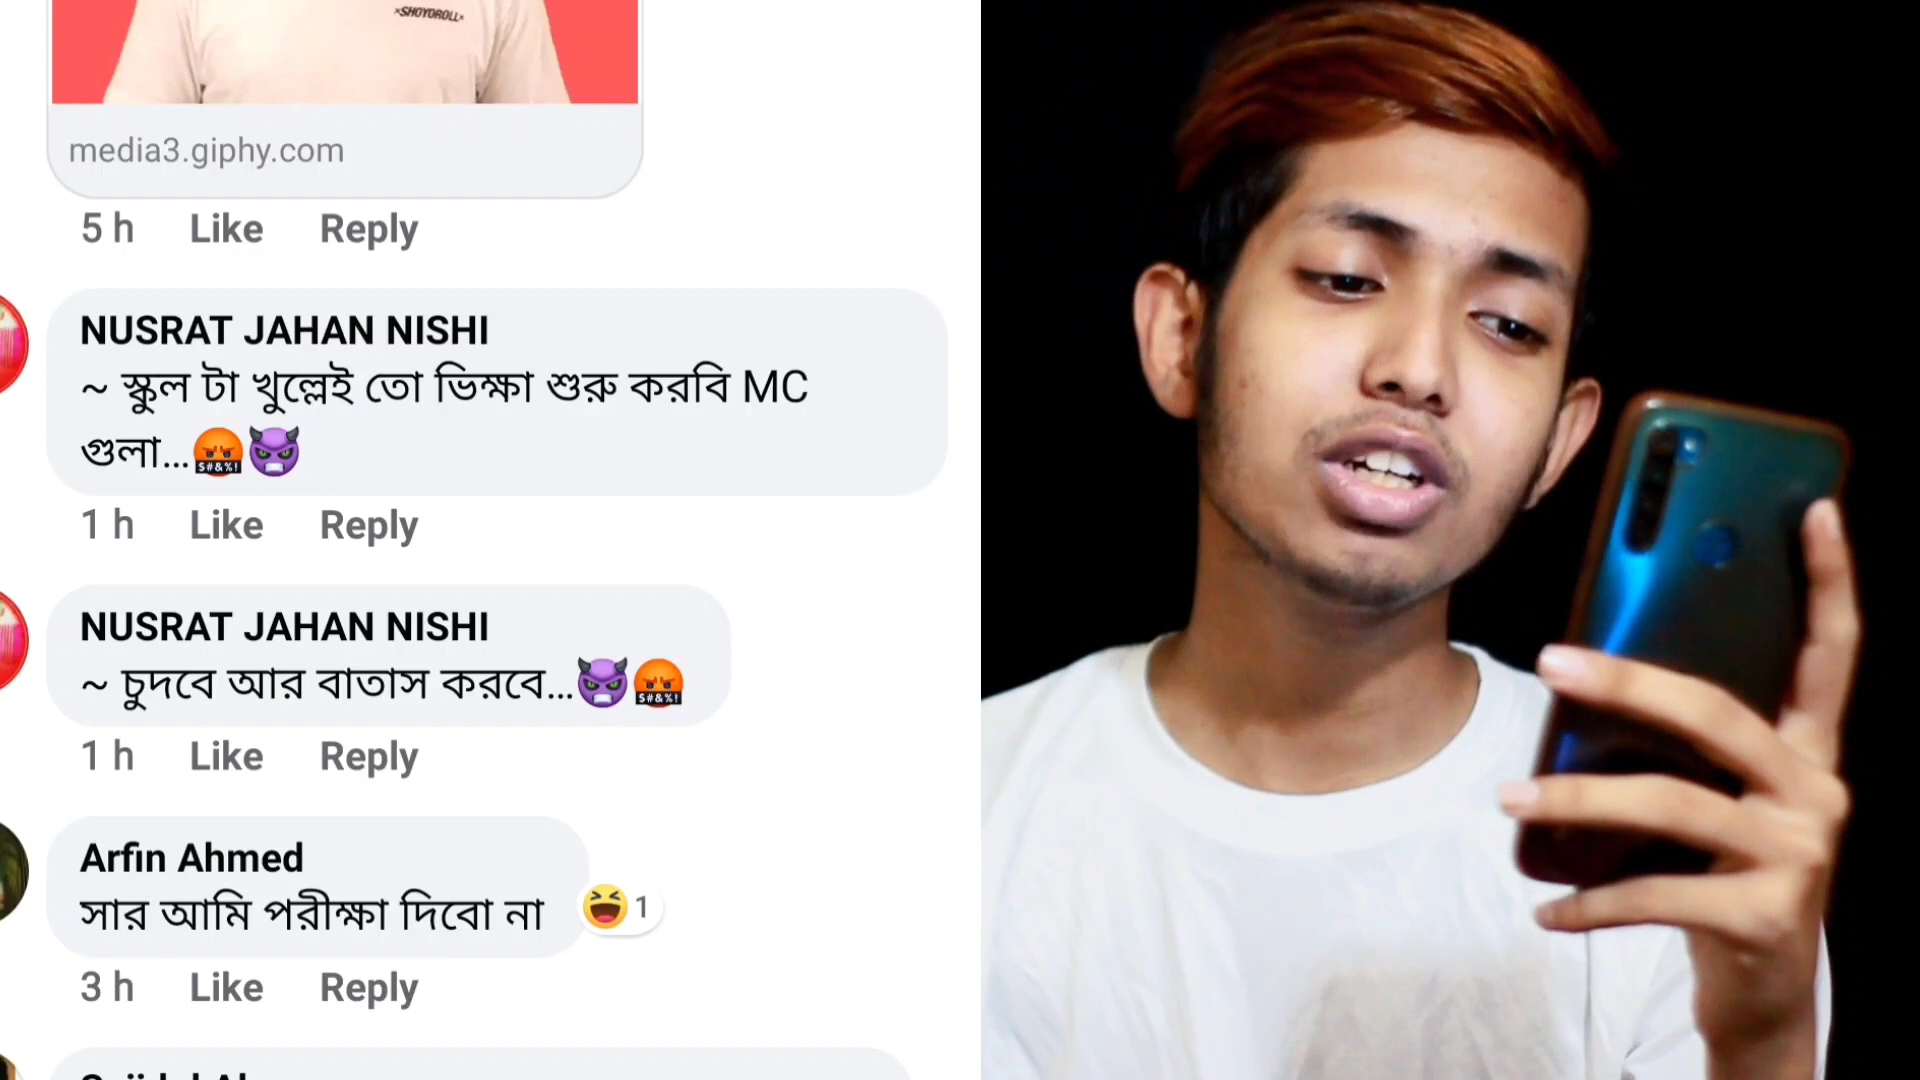 ×SHOYOROLL×
media3.giphy.com
5 h Like Reply
NUSRAT JAHAN NISHI
~ স্কুল টা খুল্লেই তো ভিক্ষা শুরু করবি MC
গুলা...🤬👿
1 h Like Reply
NUSRAT JAHAN NISHI
~ চুদবে আর বাতাস করবে...👿🤬
1 h Like Reply
Arfin Ahmed
সার আমি পরীক্ষা দিবো না
😆 1
3 h Like Reply